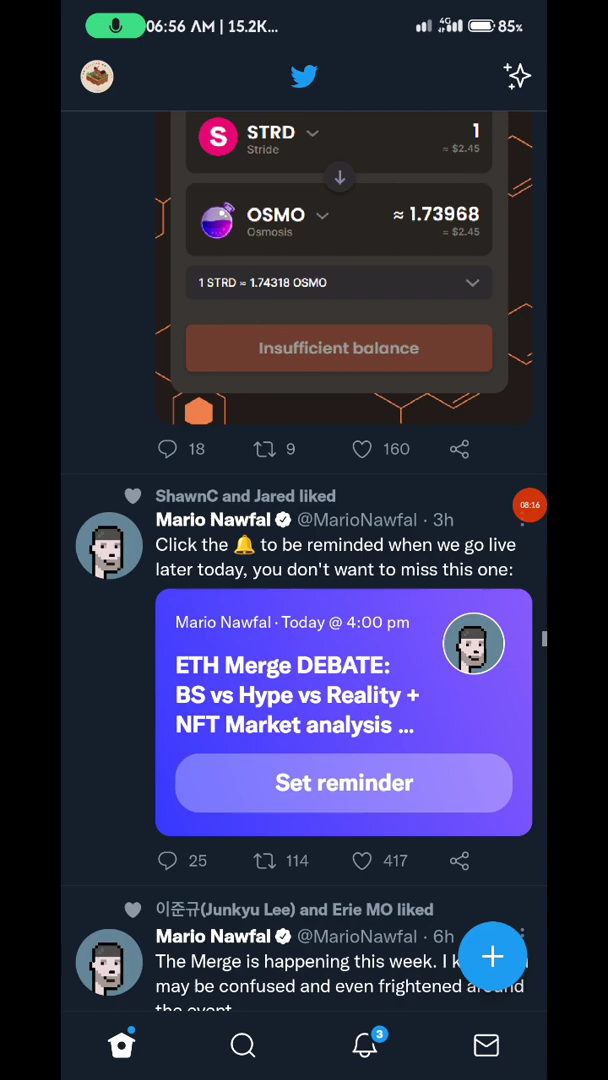 06:56 AM | 15.2K...
4G
85%
STRD
1
Stride
≈ $2.45
OSMO
≈ 1.73968
Osmosis
≈ $2.45
1 STRD ≈ 1.74318 OSMO
Insufficient balance
18
9
160
ShawnC and Jared liked
08:16
Mario Nawfal @MarioNawfal · 3h
Click the 🔔 to be reminded when we go live
later today, you don't want to miss this one:
Mario Nawfal · Today @ 4:00 pm
ETH Merge DEBATE:
BS vs Hype vs Reality +
NFT Market analysis ...
Set reminder
25
114
417
이준규(Junkyu Lee) and Erie MO liked
Mario Nawfal @MarioNawfal · 6h
The Merge is happening this week. I
may be confused and even frightened around
the event
3